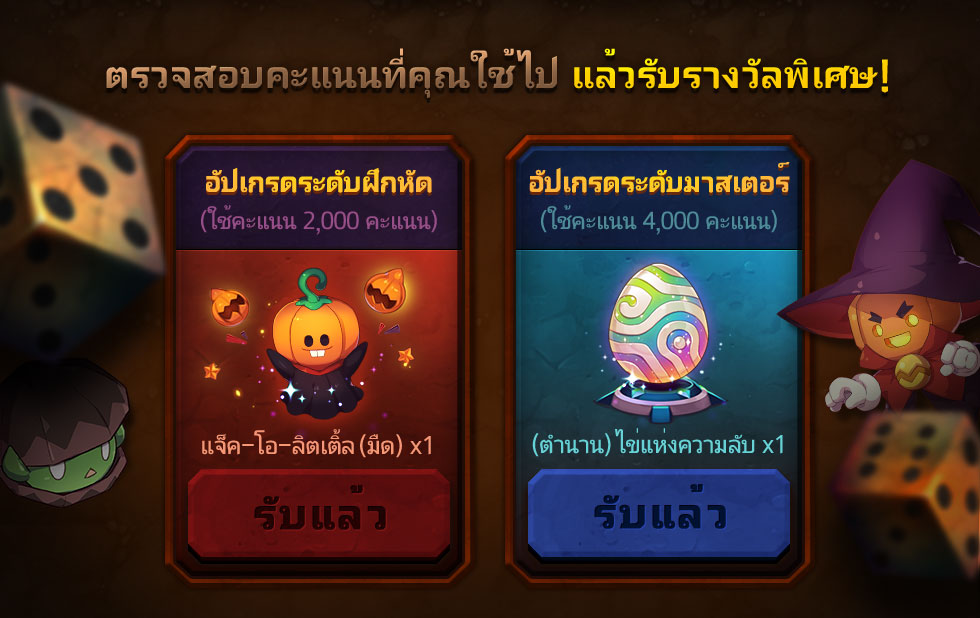 ตรวจสอบคะแนนที่คุณใช้ไป แล้วรับรางวัลพิเศษ!
อัปเกรดระดับฝึกหัด
(ใช้คะแนน 2,000 คะแนน)
แจ็ค-โอ-ลิตเติ้ล (มืด) x1
รับแล้ว
อัปเกรดระดับมาสเตอร์
(ใช้คะแนน 4,000 คะแนน)
(ตำนาน) ไข่แห่งความลับ x1
รับแล้ว